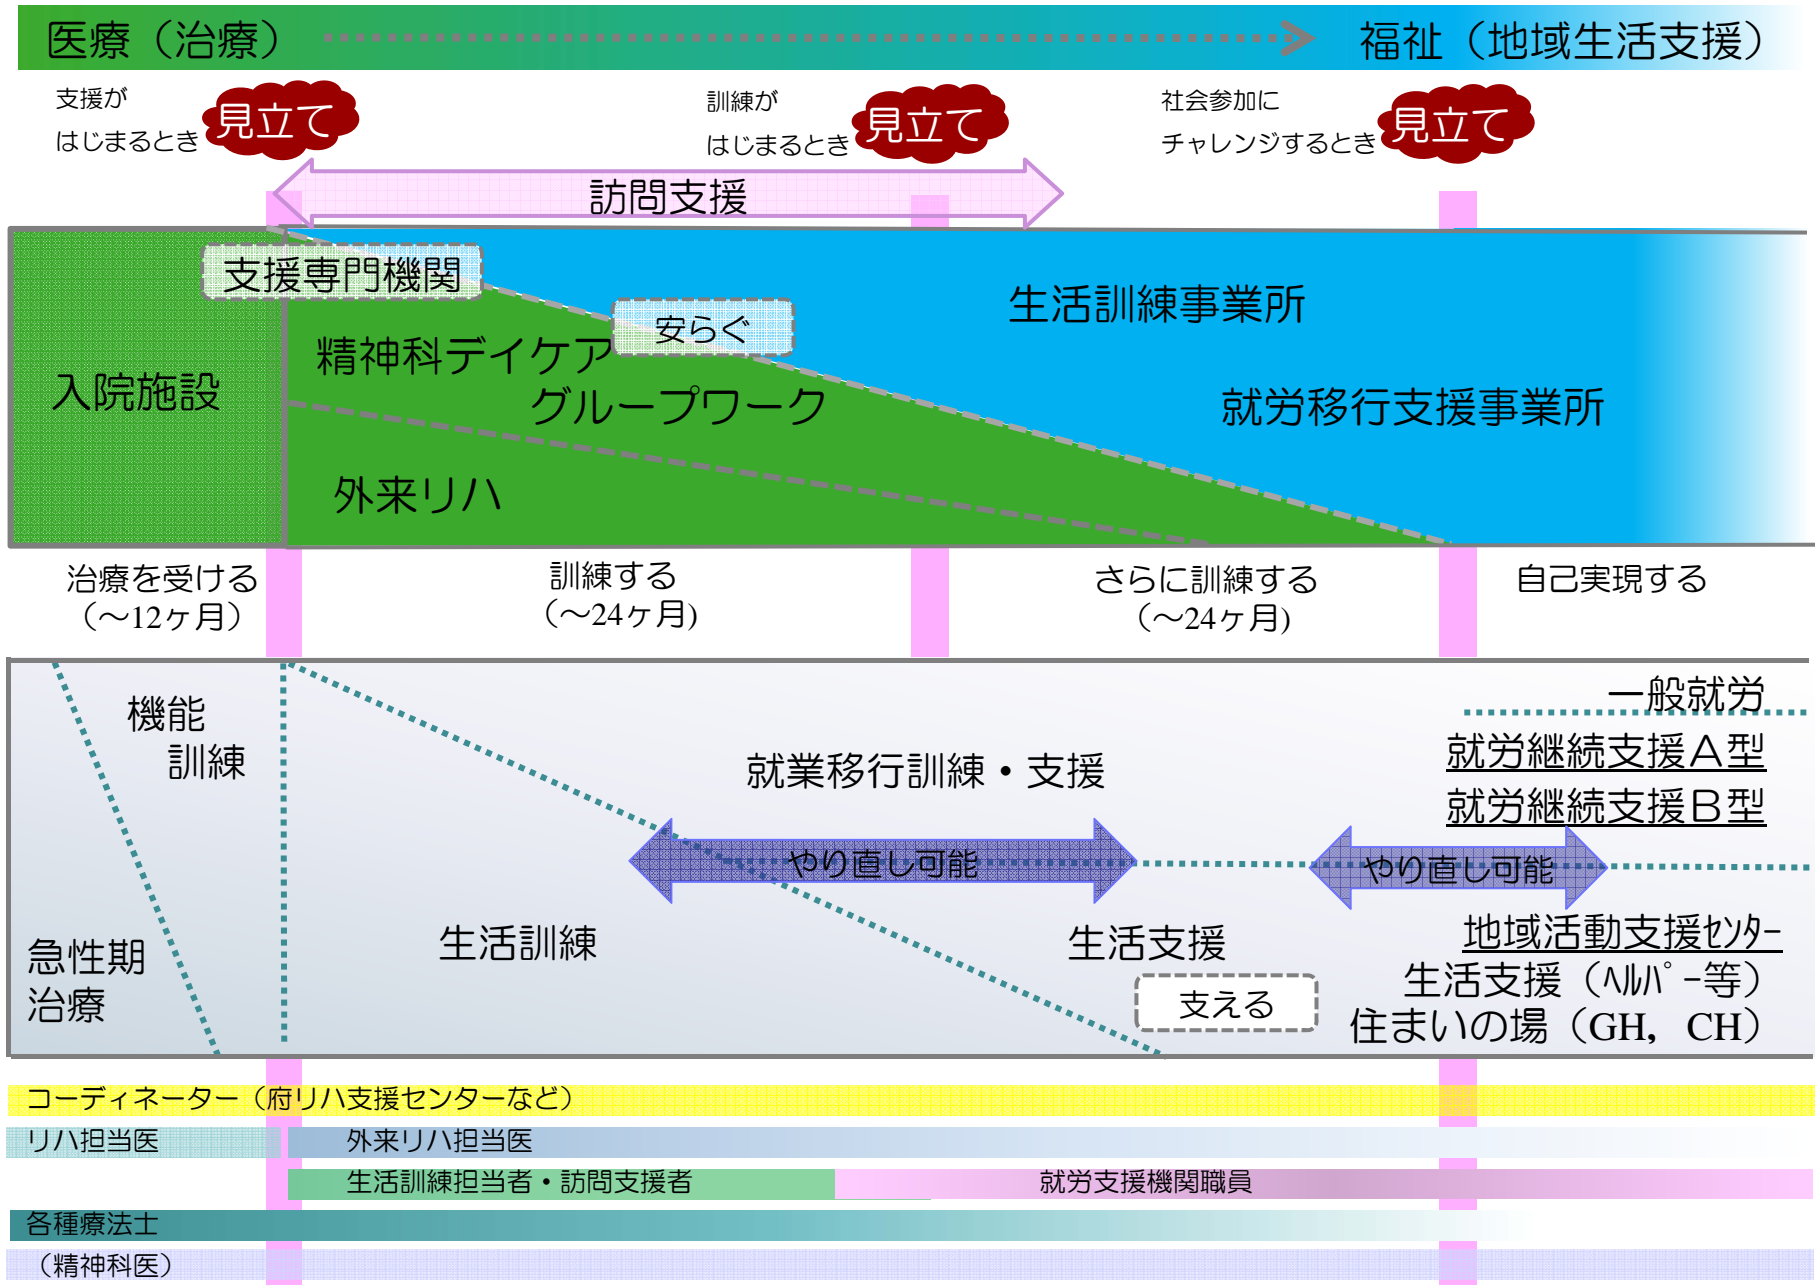 医療（治療）
福祉（地域生活支援）
支援が
はじまるとき
見立て
訓練が
はじまるとき
見立て
社会参加に
チャレンジするとき
見立て
訪問支援
支援専門機関
安らぐ
生活訓練事業所
精神科デイケア
入院施設
グループワーク
就労移行支援事業所
外来リハ
治療を受ける
（～12ヶ月）
訓練する
（～24ヶ月)
さらに訓練する
（～24ヶ月)
自己実現する
機能
訓練
一般就労
就労継続支援Ａ型
就業移行訓練・支援
就労継続支援Ｂ型
やり直し可能
やり直し可能
急性期
治療
生活訓練
生活支援
支える
地域活動支援ｾﾝﾀｰ
生活支援（ﾍﾙﾊﾟｰ等）
住まいの場（GH，CH）
コーディネーター（府リハ支援センターなど）
リハ担当医
外来リハ担当医
生活訓練担当者・訪問支援者
就労支援機関職員
各種療法士
（精神科医）